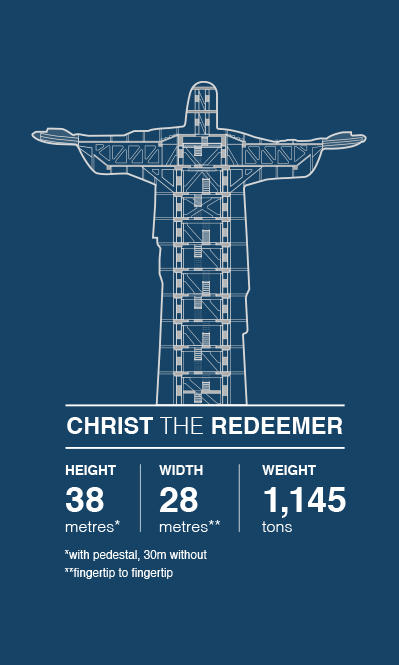 CHRIST THE REDEEMER
HEIGHT WIDTH WEIGHT
38 28 1,145
metres* metres** tons
*with pedestal, 30m without
**fingertip to fingertip